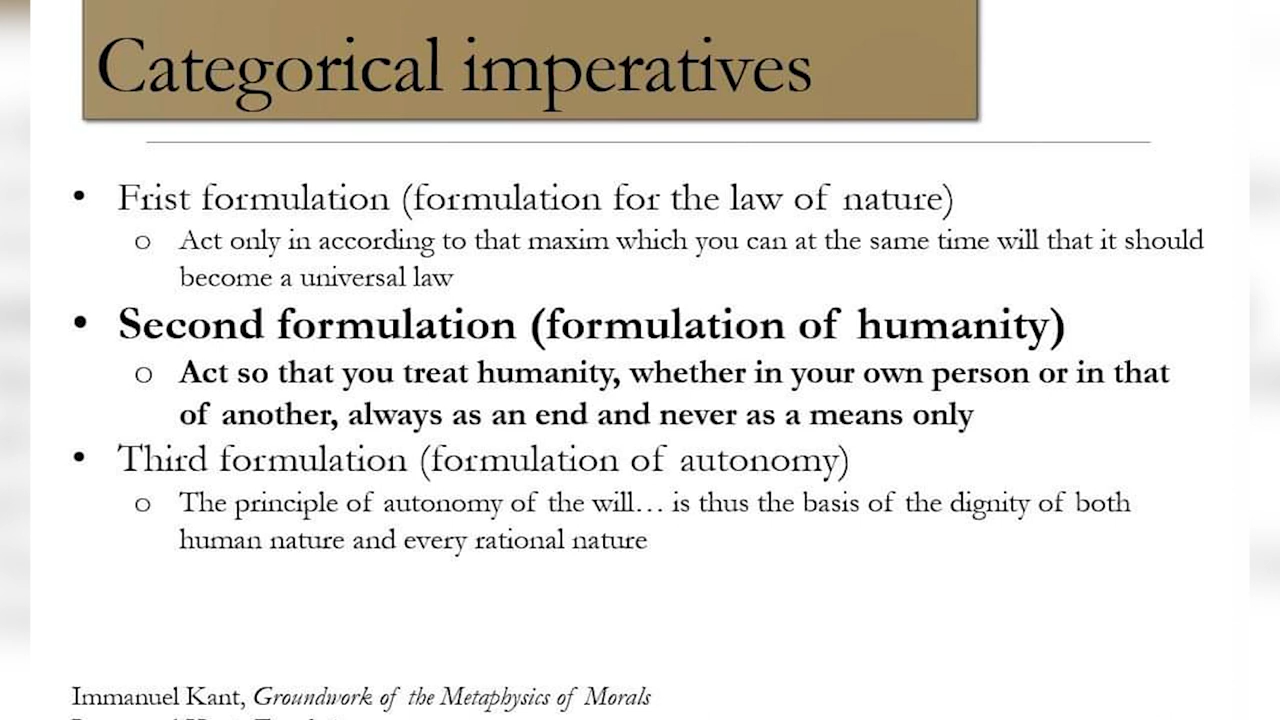 Categorical imperatives
• Frist formulation (formulation for the law of nature)
o Act only in according to that maxim which you can at the same time will that it should
become a universal law
• Second formulation (formulation of humanity)
o Act so that you treat humanity, whether in your own person or in that
of another, always as an end and never as a means only
• Third formulation (formulation of autonomy)
o The principle of autonomy of the will… is thus the basis of the dignity of both
human nature and every rational nature
Immanuel Kant, Groundwork of the Metaphysics of Morals